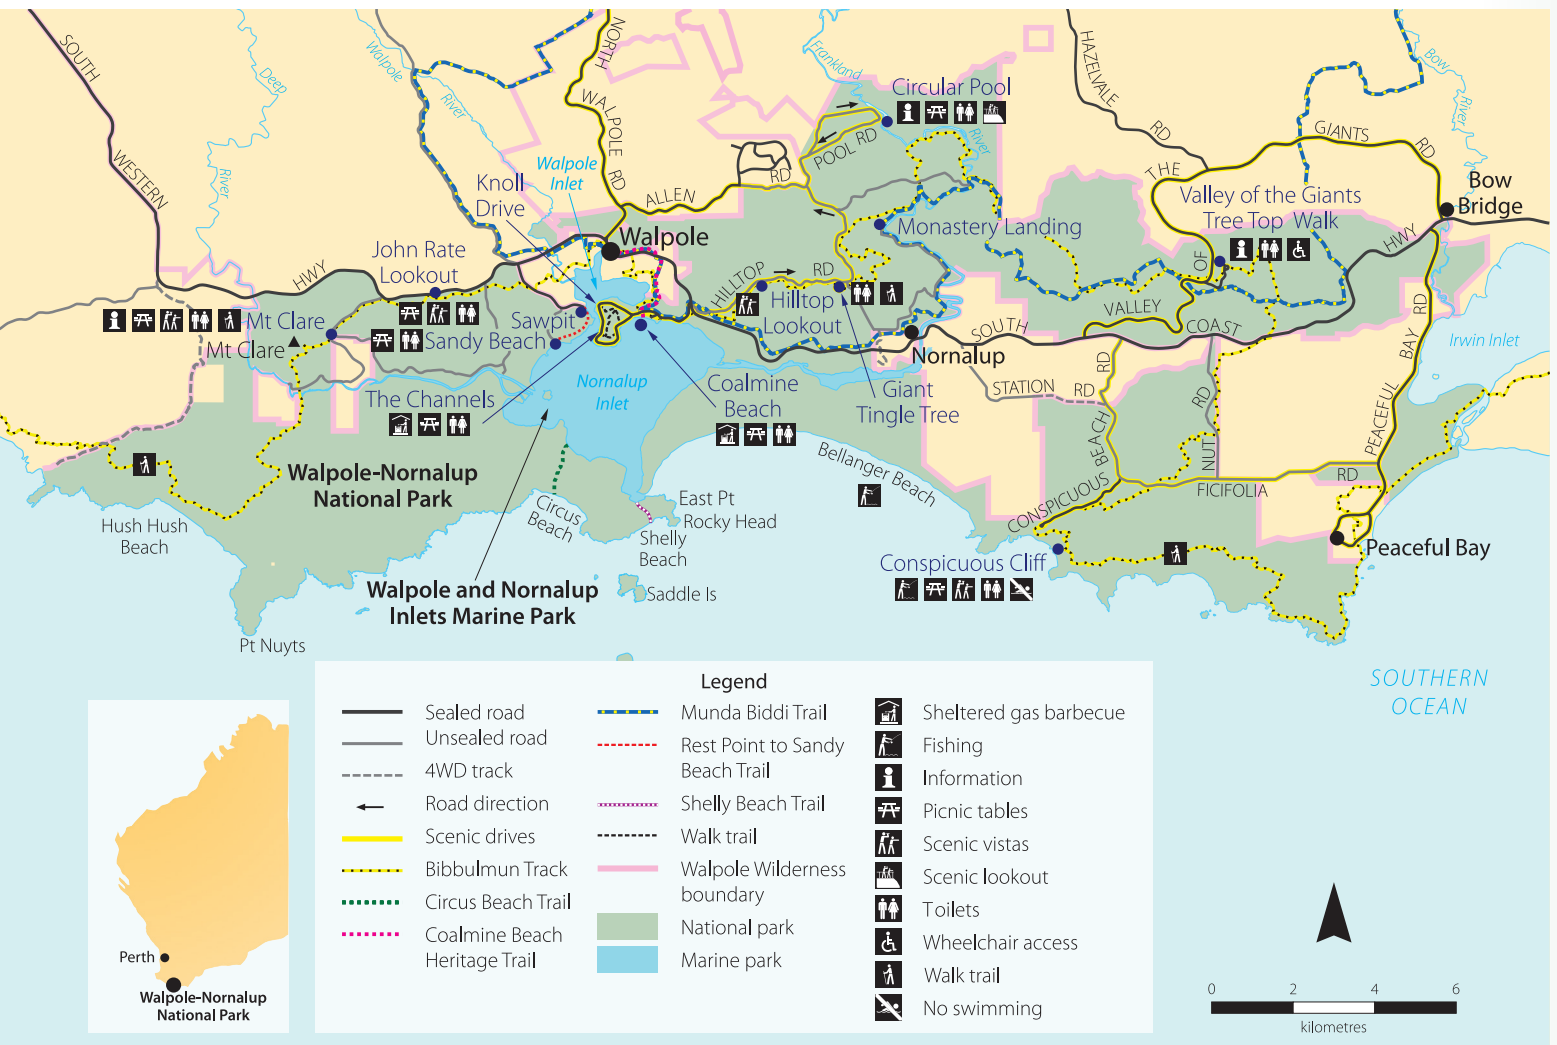 SOUTH
WESTERN
HWY
Deep
River
Walpole
River
NORTH
WALPOLE
RD
Frankland
River
Circular Pool
POOL RD
HAZELVALE
RD
Bow
River
THE
GIANTS
RD
Bow
Bridge
Knoll
Drive
Walpole
Inlet
ALLEN
RD
Valley of the Giants
Tree Top Walk
Walpole
Monastery Landing
OF
HWY
John Rate
Lookout
HILLTOP
RD
Hilltop
Lookout
VALLEY
Mt Clare
Mt Clare
Sawpit
Sandy Beach
SOUTH
COAST
Nornalup
BAY
RD
Irwin Inlet
The Channels
Nornalup
Inlet
Coalmine
Beach
Giant
Tingle Tree
STATION
RD
RD
RD
NUT
PEACEFUL
Walpole-Nornalup
National Park
Bellanger Beach
CONSPICUOUS
BEACH
FICIFOLIA
RD
Hush Hush
Beach
Circus
Beach
East Pt
Rocky Head
Shelly
Beach
Peaceful Bay
Conspicuous Cliff
Walpole and Nornalup
Inlets Marine Park
Saddle Is
Pt Nuyts
SOUTHERN
OCEAN
Legend
Sealed road
Unsealed road
4WD track
Road direction
Scenic drives
Bibbulmun Track
Circus Beach Trail
Coalmine Beach
Heritage Trail
Munda Biddi Trail
Rest Point to Sandy
Beach Trail
Shelly Beach Trail
Walk trail
Walpole Wilderness
boundary
National park
Marine park
Sheltered gas barbecue
Fishing
Information
Picnic tables
Scenic vistas
Scenic lookout
Toilets
Wheelchair access
Walk trail
No swimming
Perth
Walpole-Nornalup
National Park
0 2 4 6
kilometres